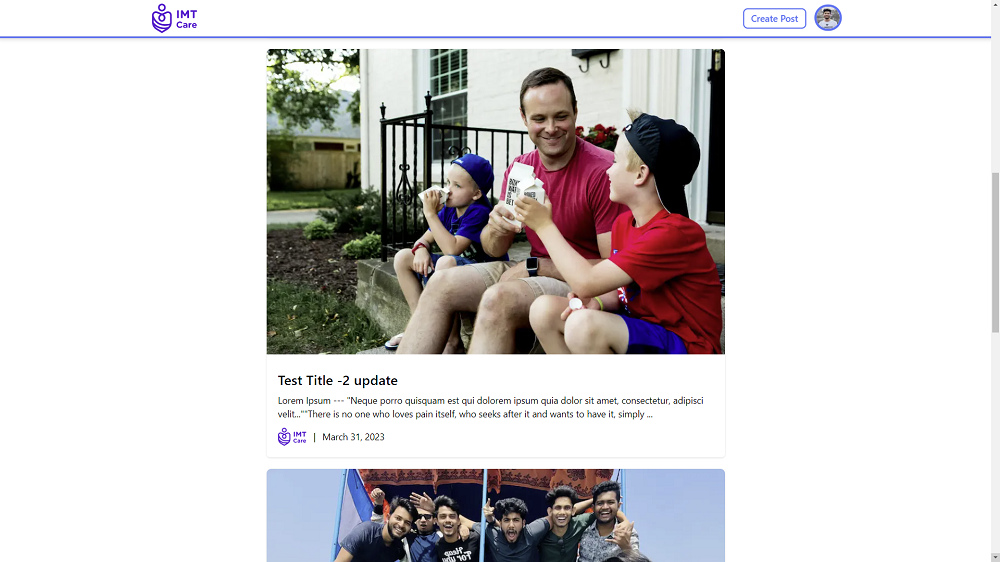 IMT
Care
Create Post
Test Title -2 update
Lorem Ipsum --- "Neque porro quisquam est qui dolorem ipsum quia dolor sit amet, consectetur, adipisci
velit...""There is no one who loves pain itself, who seeks after it and wants to have it, simply ...
IMT
Care | March 31, 2023